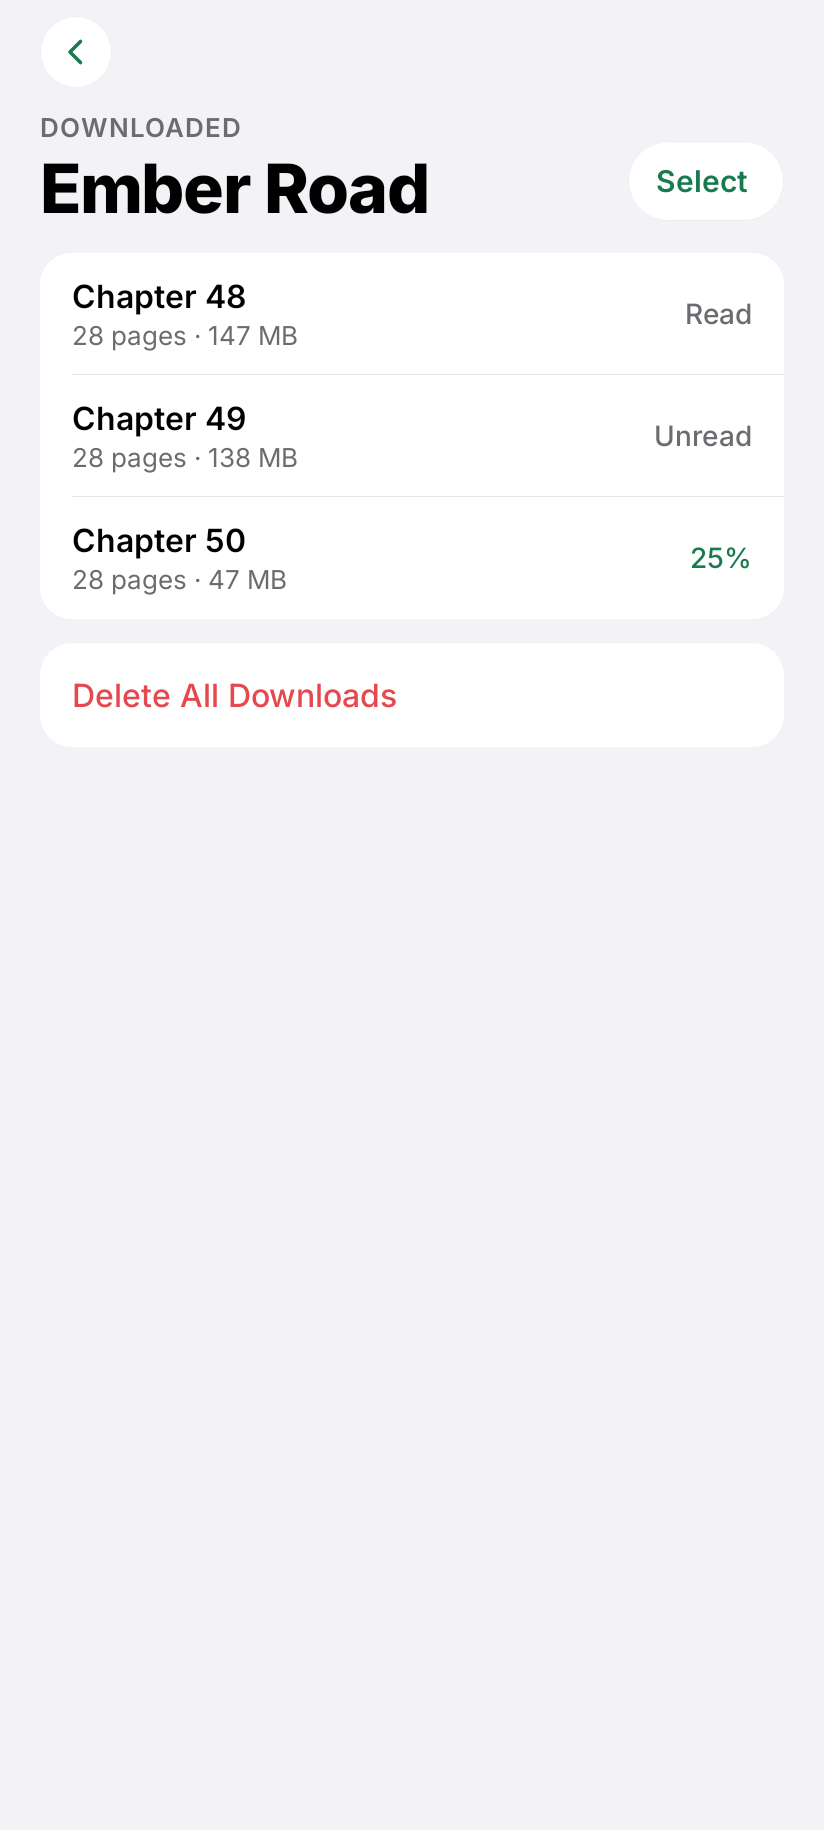 DOWNLOADED
Ember Road
Select
Chapter 48
28 pages · 147 MB
Read
Chapter 49
28 pages · 138 MB
Unread
Chapter 50
28 pages · 47 MB
25%
Delete All Downloads